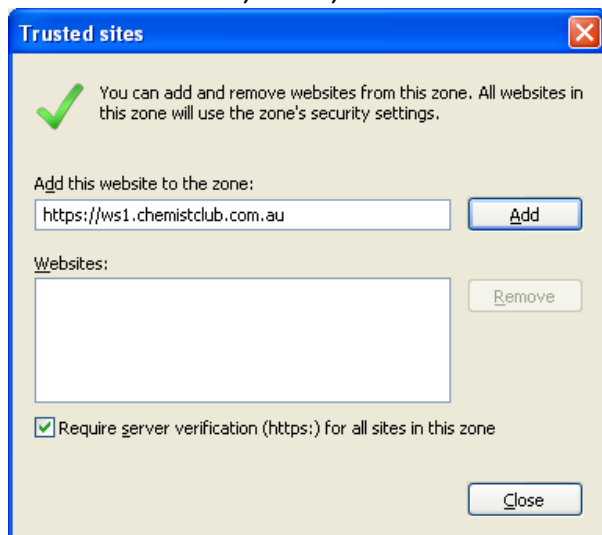 Trusted sites
You can add and remove websites from this zone. All websites in
this zone will use the zone's security settings.
Add this website to the zone:
https://ws1.chemistclub.com.au
Add
Websites:
Remove
Require server verification (https:) for all sites in this zone
Close